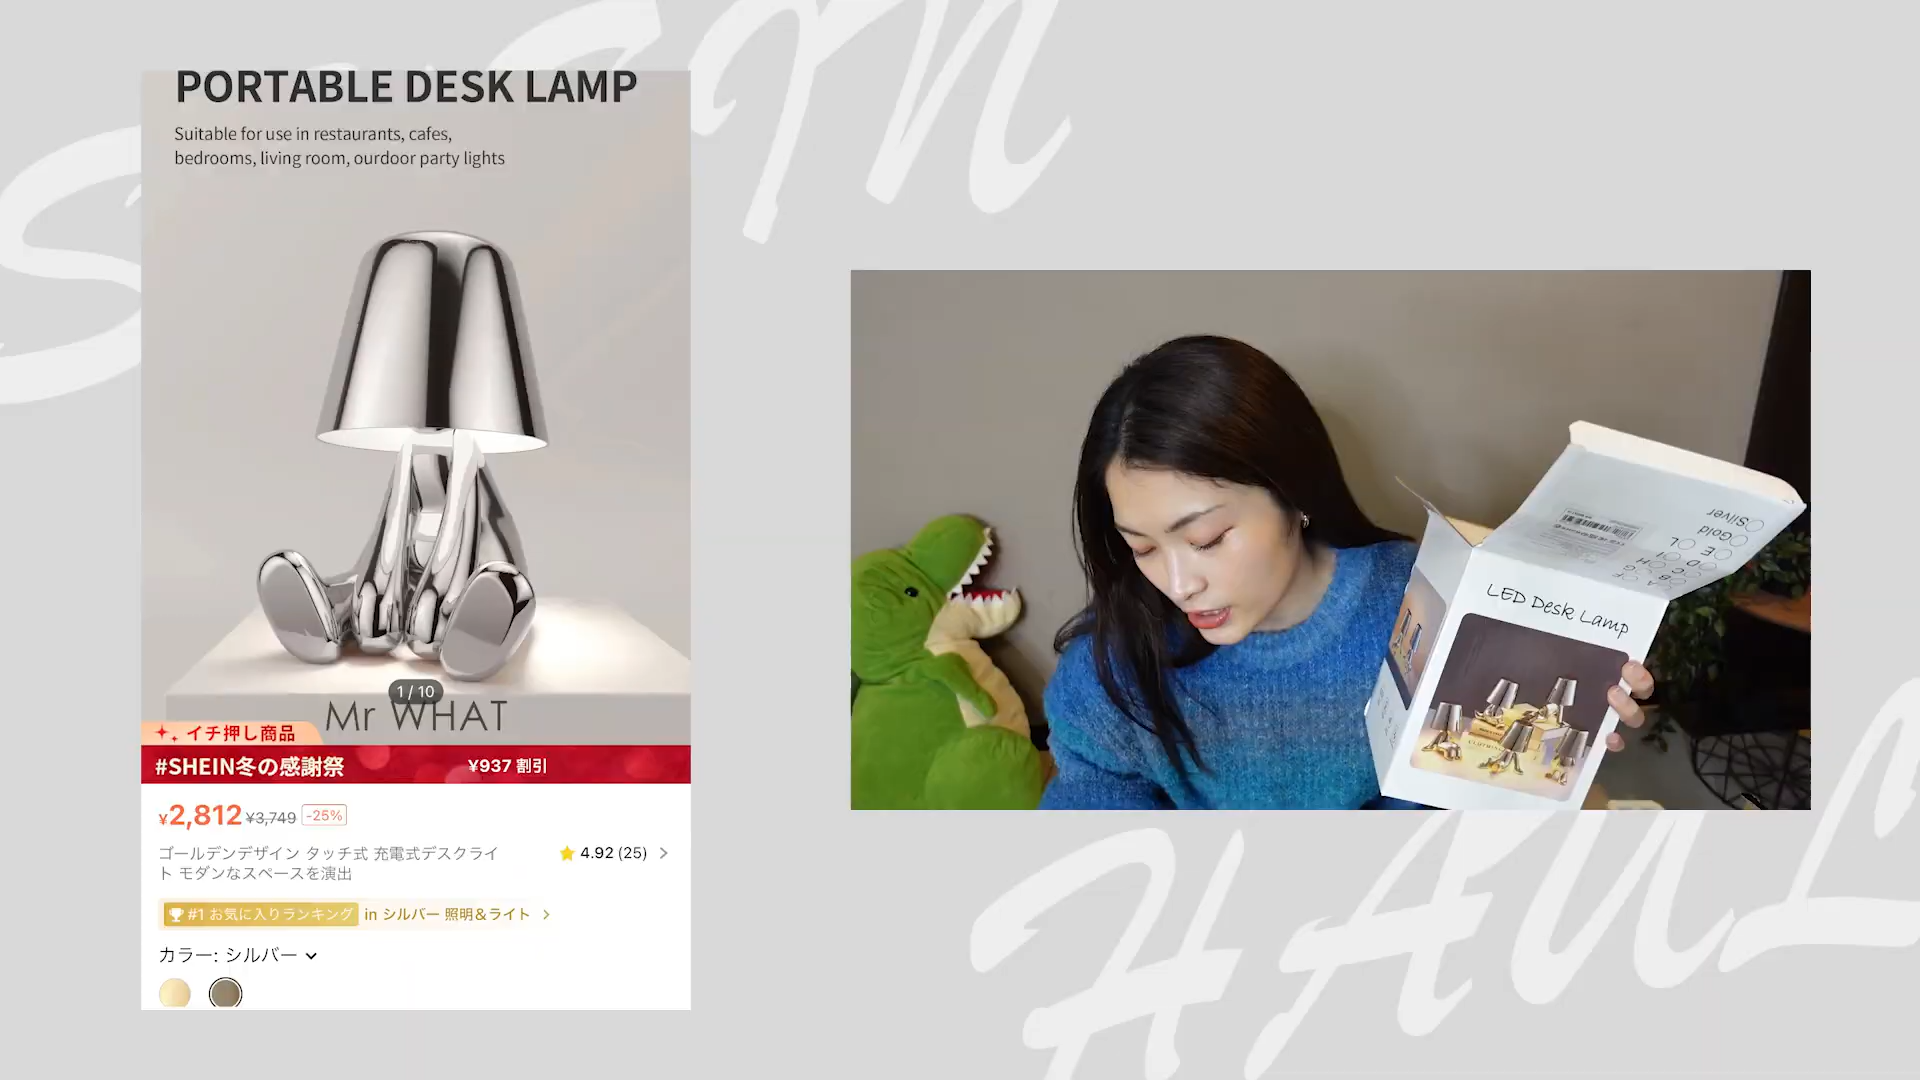 PORTABLE DESK LAMP
Suitable for use in restaurants, cafes,
bedrooms, living room, ourdoor party lights
1 / 10
Mr WHAT
イチ押し商品
#SHEIN冬の感謝祭
¥937 割引
¥2,812 ¥3,749 -25%
ゴールデンデザイン タッチ式 充電式デスクライ
ト モダンなスペースを演出
4.92 (25)
#1 お気に入りランキング in シルバー 照明&ライト
カラー: シルバー
LED Desk Lamp
Silver
Gold
E L
D I
C H
B G
A F
HAUL